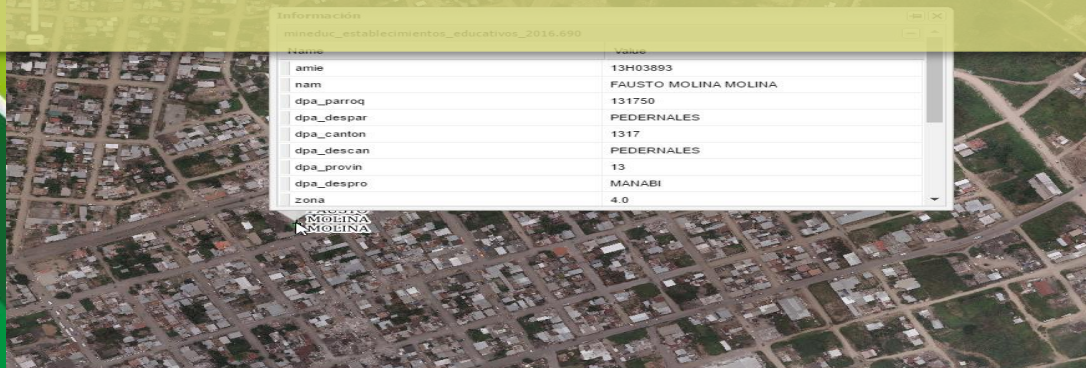 Información
mineduc_establecimientos_educativos_2016.690
Name Value
amie 13H03893
nam FAUSTO MOLINA MOLINA
dpa_parroq 131750
dpa_despar PEDERNALES
dpa_canton 1317
dpa_descan PEDERNALES
dpa_provin 13
dpa_despro MANABI
zona 4.0
FAUSTO
MOLINA
MOLINA